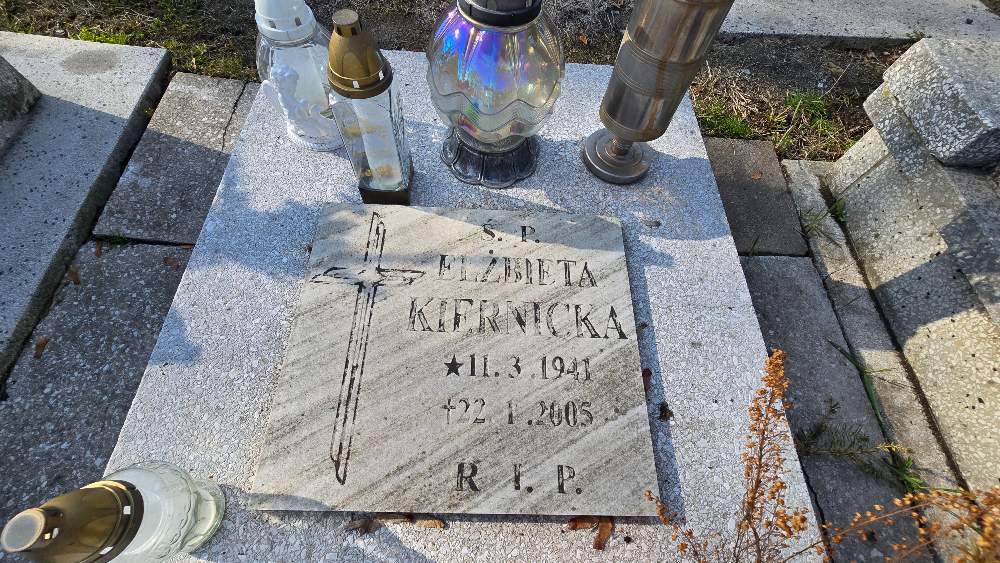 Ś. P.
ELŻBIETA
KIERNICKA
★11.3.1941
†22.1.2005
R. I. P.